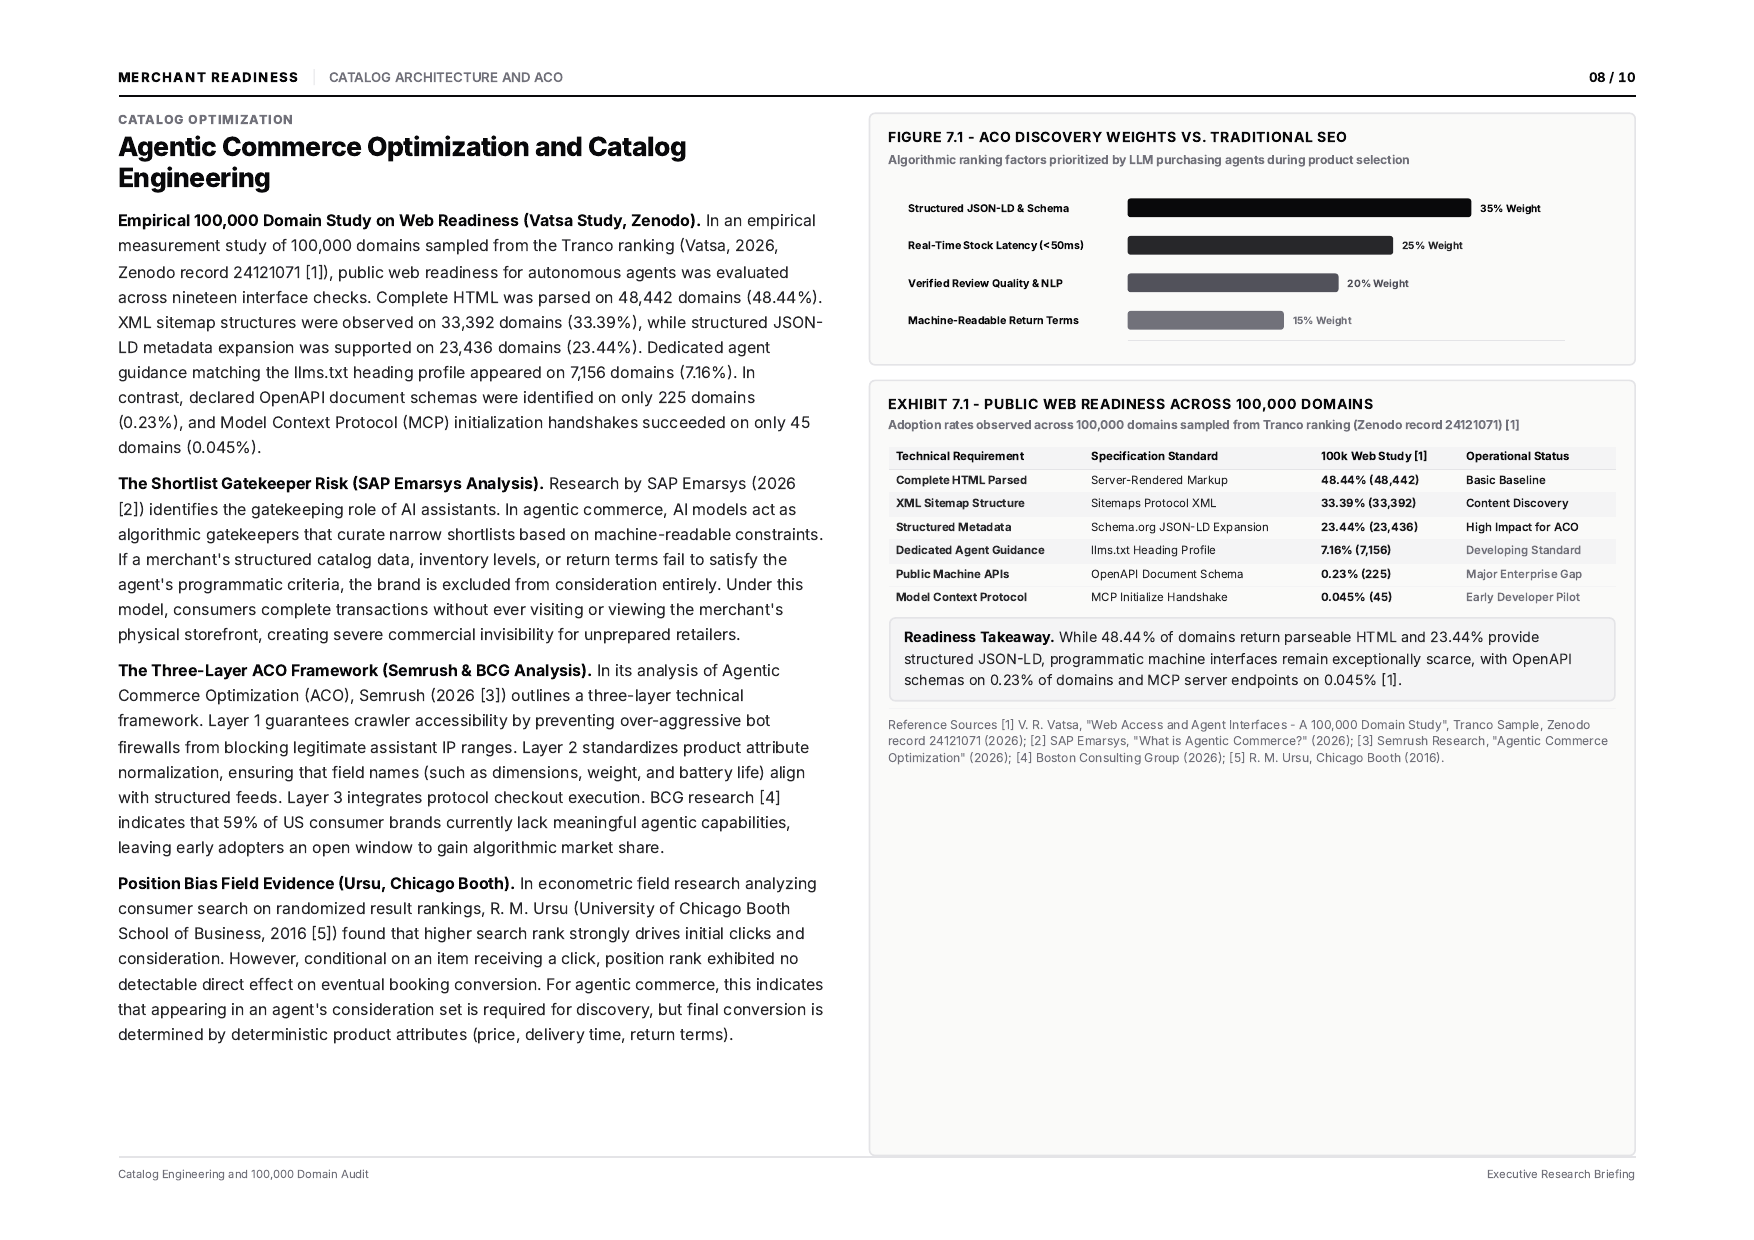 MERCHANT READINESS | CATALOG ARCHITECTURE AND ACO
08 / 10
CATALOG OPTIMIZATION
Agentic Commerce Optimization and Catalog
Engineering
Empirical 100,000 Domain Study on Web Readiness (Vatsa Study, Zenodo). In an empirical
measurement study of 100,000 domains sampled from the Tranco ranking (Vatsa, 2026,
Zenodo record 24121071 [1]), public web readiness for autonomous agents was evaluated
across nineteen interface checks. Complete HTML was parsed on 48,442 domains (48.44%).
XML sitemap structures were observed on 33,392 domains (33.39%), while structured JSON-
LD metadata expansion was supported on 23,436 domains (23.44%). Dedicated agent
guidance matching the llms.txt heading profile appeared on 7,156 domains (7.16%). In
contrast, declared OpenAPI document schemas were identified on only 225 domains
(0.23%), and Model Context Protocol (MCP) initialization handshakes succeeded on only 45
domains (0.045%).
The Shortlist Gatekeeper Risk (SAP Emarsys Analysis). Research by SAP Emarsys (2026
[2]) identifies the gatekeeping role of AI assistants. In agentic commerce, AI models act as
algorithmic gatekeepers that curate narrow shortlists based on machine-readable constraints.
If a merchant's structured catalog data, inventory levels, or return terms fail to satisfy the
agent's programmatic criteria, the brand is excluded from consideration entirely. Under this
model, consumers complete transactions without ever visiting or viewing the merchant's
physical storefront, creating severe commercial invisibility for unprepared retailers.
The Three-Layer ACO Framework (Semrush & BCG Analysis). In its analysis of Agentic
Commerce Optimization (ACO), Semrush (2026 [3]) outlines a three-layer technical
framework. Layer 1 guarantees crawler accessibility by preventing over-aggressive bot
firewalls from blocking legitimate assistant IP ranges. Layer 2 standardizes product attribute
normalization, ensuring that field names (such as dimensions, weight, and battery life) align
with structured feeds. Layer 3 integrates protocol checkout execution. BCG research [4]
indicates that 59% of US consumer brands currently lack meaningful agentic capabilities,
leaving early adopters an open window to gain algorithmic market share.
Position Bias Field Evidence (Ursu, Chicago Booth). In econometric field research analyzing
consumer search on randomized result rankings, R. M. Ursu (University of Chicago Booth
School of Business, 2016 [5]) found that higher search rank strongly drives initial clicks and
consideration. However, conditional on an item receiving a click, position rank exhibited no
detectable direct effect on eventual booking conversion. For agentic commerce, this indicates
that appearing in an agent's consideration set is required for discovery, but final conversion is
determined by deterministic product attributes (price, delivery time, return terms).
FIGURE 7.1 - ACO DISCOVERY WEIGHTS VS. TRADITIONAL SEO
Algorithmic ranking factors prioritized by LLM purchasing agents during product selection
Structured JSON-LD & Schema 35% Weight
Real-Time Stock Latency (<50ms) 25% Weight
Verified Review Quality & NLP 20% Weight
Machine-Readable Return Terms 15% Weight
EXHIBIT 7.1 - PUBLIC WEB READINESS ACROSS 100,000 DOMAINS
Adoption rates observed across 100,000 domains sampled from Tranco ranking (Zenodo record 24121071) [1]
Technical Requirement Specification Standard 100k Web Study [1] Operational Status
Complete HTML Parsed Server-Rendered Markup 48.44% (48,442) Basic Baseline
XML Sitemap Structure Sitemaps Protocol XML 33.39% (33,392) Content Discovery
Structured Metadata Schema.org JSON-LD Expansion 23.44% (23,436) High Impact for ACO
Dedicated Agent Guidance llms.txt Heading Profile 7.16% (7,156) Developing Standard
Public Machine APIs OpenAPI Document Schema 0.23% (225) Major Enterprise Gap
Model Context Protocol MCP Initialize Handshake 0.045% (45) Early Developer Pilot
Readiness Takeaway. While 48.44% of domains return parseable HTML and 23.44% provide
structured JSON-LD, programmatic machine interfaces remain exceptionally scarce, with OpenAPI
schemas on 0.23% of domains and MCP server endpoints on 0.045% [1].
Reference Sources [1] V. R. Vatsa, "Web Access and Agent Interfaces - A 100,000 Domain Study", Tranco Sample, Zenodo
record 24121071 (2026); [2] SAP Emarsys, "What is Agentic Commerce?" (2026); [3] Semrush Research, "Agentic Commerce
Optimization" (2026); [4] Boston Consulting Group (2026); [5] R. M. Ursu, Chicago Booth (2016).
Catalog Engineering and 100,000 Domain Audit
Executive Research Briefing